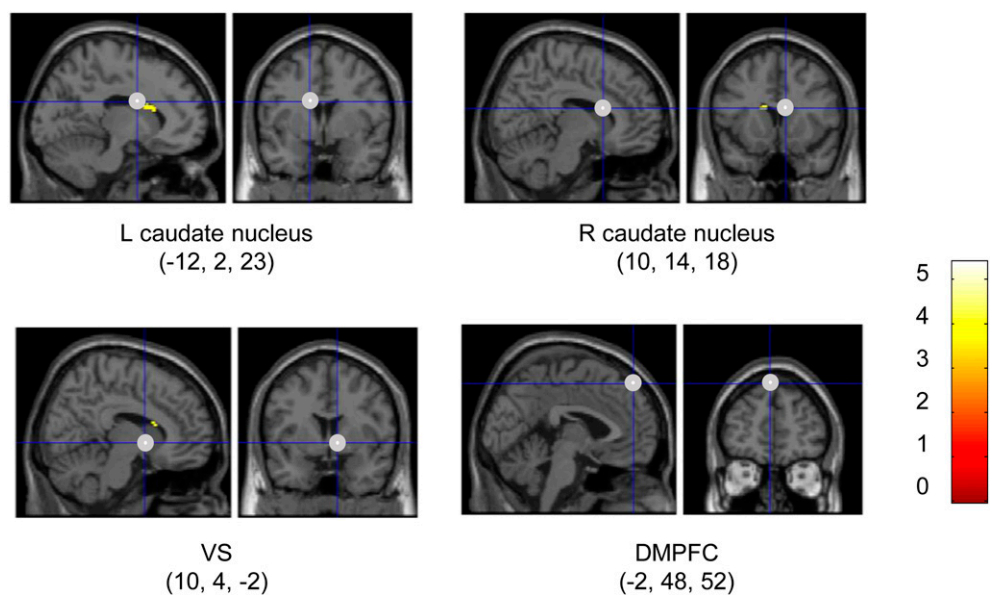 L caudate nucleus
(-12, 2, 23)
R caudate nucleus
(10, 14, 18)
5
4
3
2
1
0
VS
(10, 4, -2)
DMPFC
(-2, 48, 52)